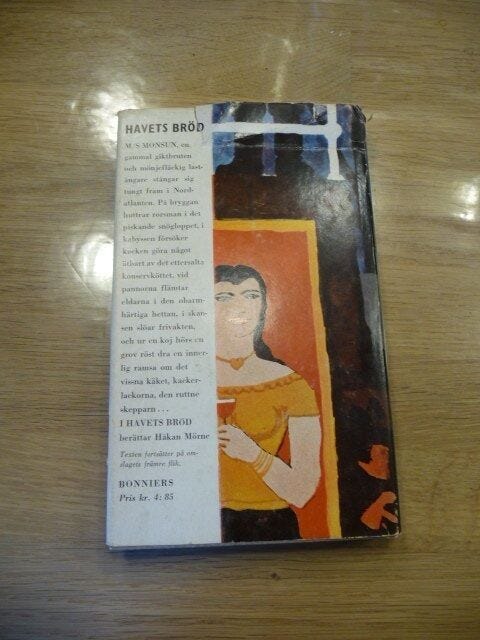 HAVETS BRÖD
M/S MONSUN, en
gammal giktbruten
och mönjefläckig last-
ångare stångar sig
tungt fram i Nord-
atlanten. På bryggan
huttrar rorsman i det
piskande snögloppet, i
kabyssen försöker
kocken göra något
ätbart av det ettersalta
konservköttet, vid
pannorna flämtar
eldarna i den obarm-
härtiga hettan, i skan-
sen slöar frivakten,
och ur en koj hörs en
grov röst dra en inner-
lig ramsa om det
vissna käket, kacker-
lackorna, den ruttne
skepparn . . .
I HAVETS BRÖD
berättar Håkan Mörne
Texten fortsätter på om-
slagets främre flik.
BONNIERS
Pris kr. 4: 85